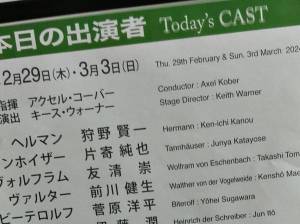 本日の出演者 Today's CAST
2月29日(木)・3月3日(日) Thu. 29th February & Sun. 3rd March 202
指揮 アクセル・コーバー Conductor : Axel Kober
演出 キース・ウォーナー Stage Director : Keith Warner
ヘルマン 狩野 賢一 Hermann : Ken-ichi Kanou
ンホイザー 片寄 純也 Tannhäuser : Junya Katayose
ヴォルフラム 友清 崇 Wolfram von Eschenbach : Takashi Tom
ヴァルター 前川 健生 Walther von der Vogelweide : Kenshō Ma
ビーテロルフ 菅原 洋平 Biterolf : Yōhei Sugawara
Heinrich der Schreiber : Jun Itō